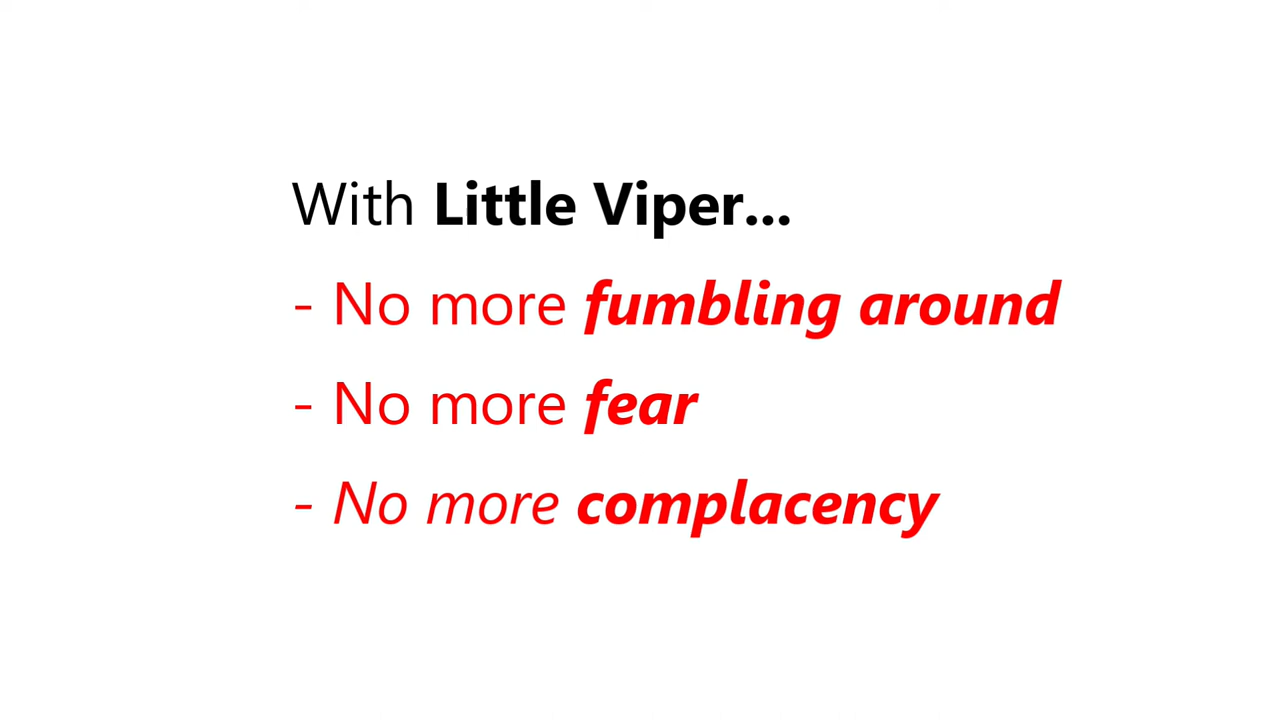 With Little Viper...
- No more fumbling around
- No more fear
- No more complacency